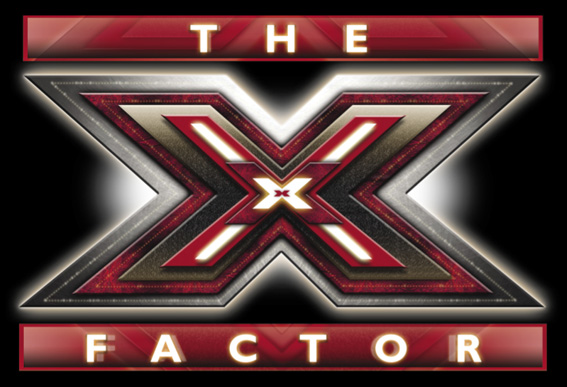 THE
X
FACTOR